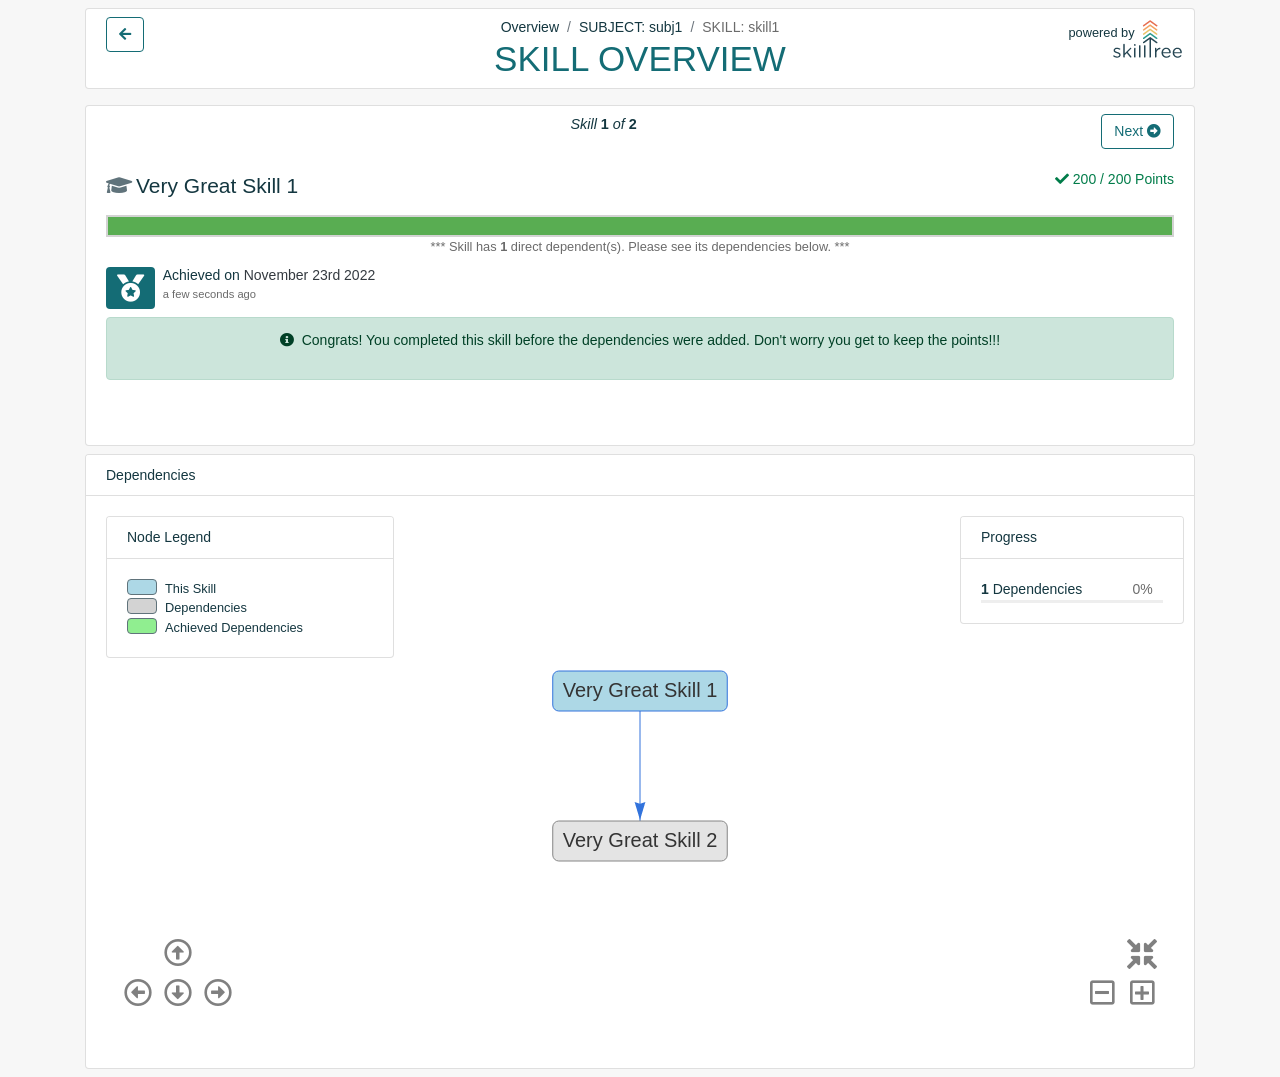 Overview / SUBJECT: subj1 / SKILL: skill1
SKILL OVERVIEW
powered by
skilltree
Skill 1 of 2
Next
Very Great Skill 1
200 / 200 Points
*** Skill has 1 direct dependent(s). Please see its dependencies below. ***
Achieved on November 23rd 2022
a few seconds ago
Congrats! You completed this skill before the dependencies were added. Don't worry you get to keep the points!!!
Dependencies
Node Legend
This Skill
Dependencies
Achieved Dependencies
Progress
1 Dependencies 0%
Very Great Skill 1
Very Great Skill 2